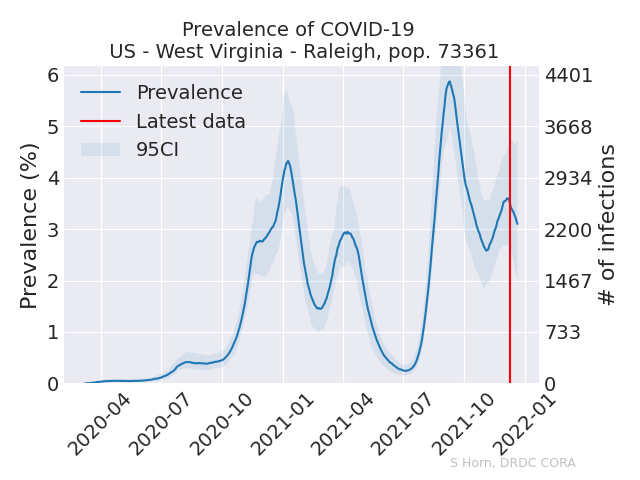 Prevalence of COVID-19
US - West Virginia - Raleigh, pop. 73361
Prevalence
Latest data
95CI
Prevalence (%)
6
5
4
3
2
1
0
4401
3668
2934
2200
1467
733
0
# of infections
2020-04
2020-07
2020-10
2021-01
2021-04
2021-07
2021-10
2022-01
S Horn, DRDC CORA